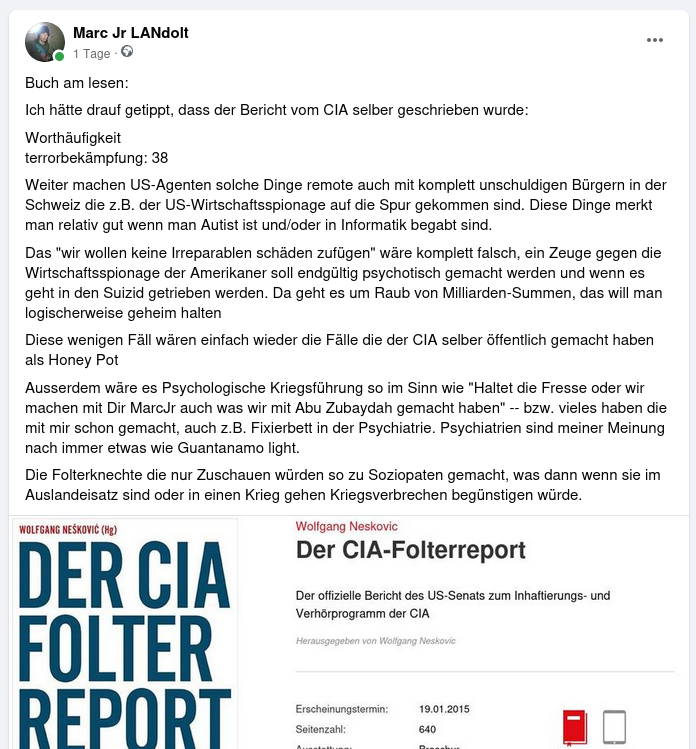 Marc Jr LANdolt
1 Tage ·
Buch am lesen:
Ich hätte drauf getippt, dass der Bericht vom CIA selber geschrieben wurde:
Worthäufigkeit
terrorbekämpfung: 38
Weiter machen US-Agenten solche Dinge remote auch mit komplett unschuldigen Bürgern in der
Schweiz die z.B. der US-Wirtschaftsspionage auf die Spur gekommen sind. Diese Dinge merkt
man relativ gut wenn man Autist ist und/oder in Informatik begabt sind.
Das "wir wollen keine Irreparablen schäden zufügen" wäre komplett falsch, ein Zeuge gegen die
Wirtschaftsspionage der Amerikaner soll endgültig psychotisch gemacht werden und wenn es
geht in den Suizid getrieben werden. Da geht es um Raub von Milliarden-Summen, das will man
logischerweise geheim halten
Diese wenigen Fäll wären einfach wieder die Fälle die der CIA selber öffentlich gemacht haben
als Honey Pot
Ausserdem wäre es Psychologische Kriegsführung so im Sinn wie "Haltet die Fresse oder wir
machen mit Dir MarcJr auch was wir mit Abu Zubaydah gemacht haben" -- bzw. vieles haben die
mit mir schon gemacht, auch z.B. Fixierbett in der Psychiatrie. Psychiatrien sind meiner Meinung
nach immer etwas wie Guantanamo light.
Die Folterknechte die nur Zuschauen würden so zu Soziopaten gemacht, was dann wenn sie im
Auslandeisatz sind oder in einen Krieg gehen Kriegsverbrechen begünstigen würde.
WOLFGANG NEŠKOVIĆ (Hg)
DER CIA
FOLTER
REPORT
Wolfgang Neskovic
Der CIA-Folterreport
Der offizielle Bericht des US-Senats zum Inhaftierungs- und
Verhörprogramm der CIA
Herausgegeben von Wolfgang Neskovic
Erscheinungstermin: 19.01.2015
Seitenzahl: 640
Ausstattung: Broschur